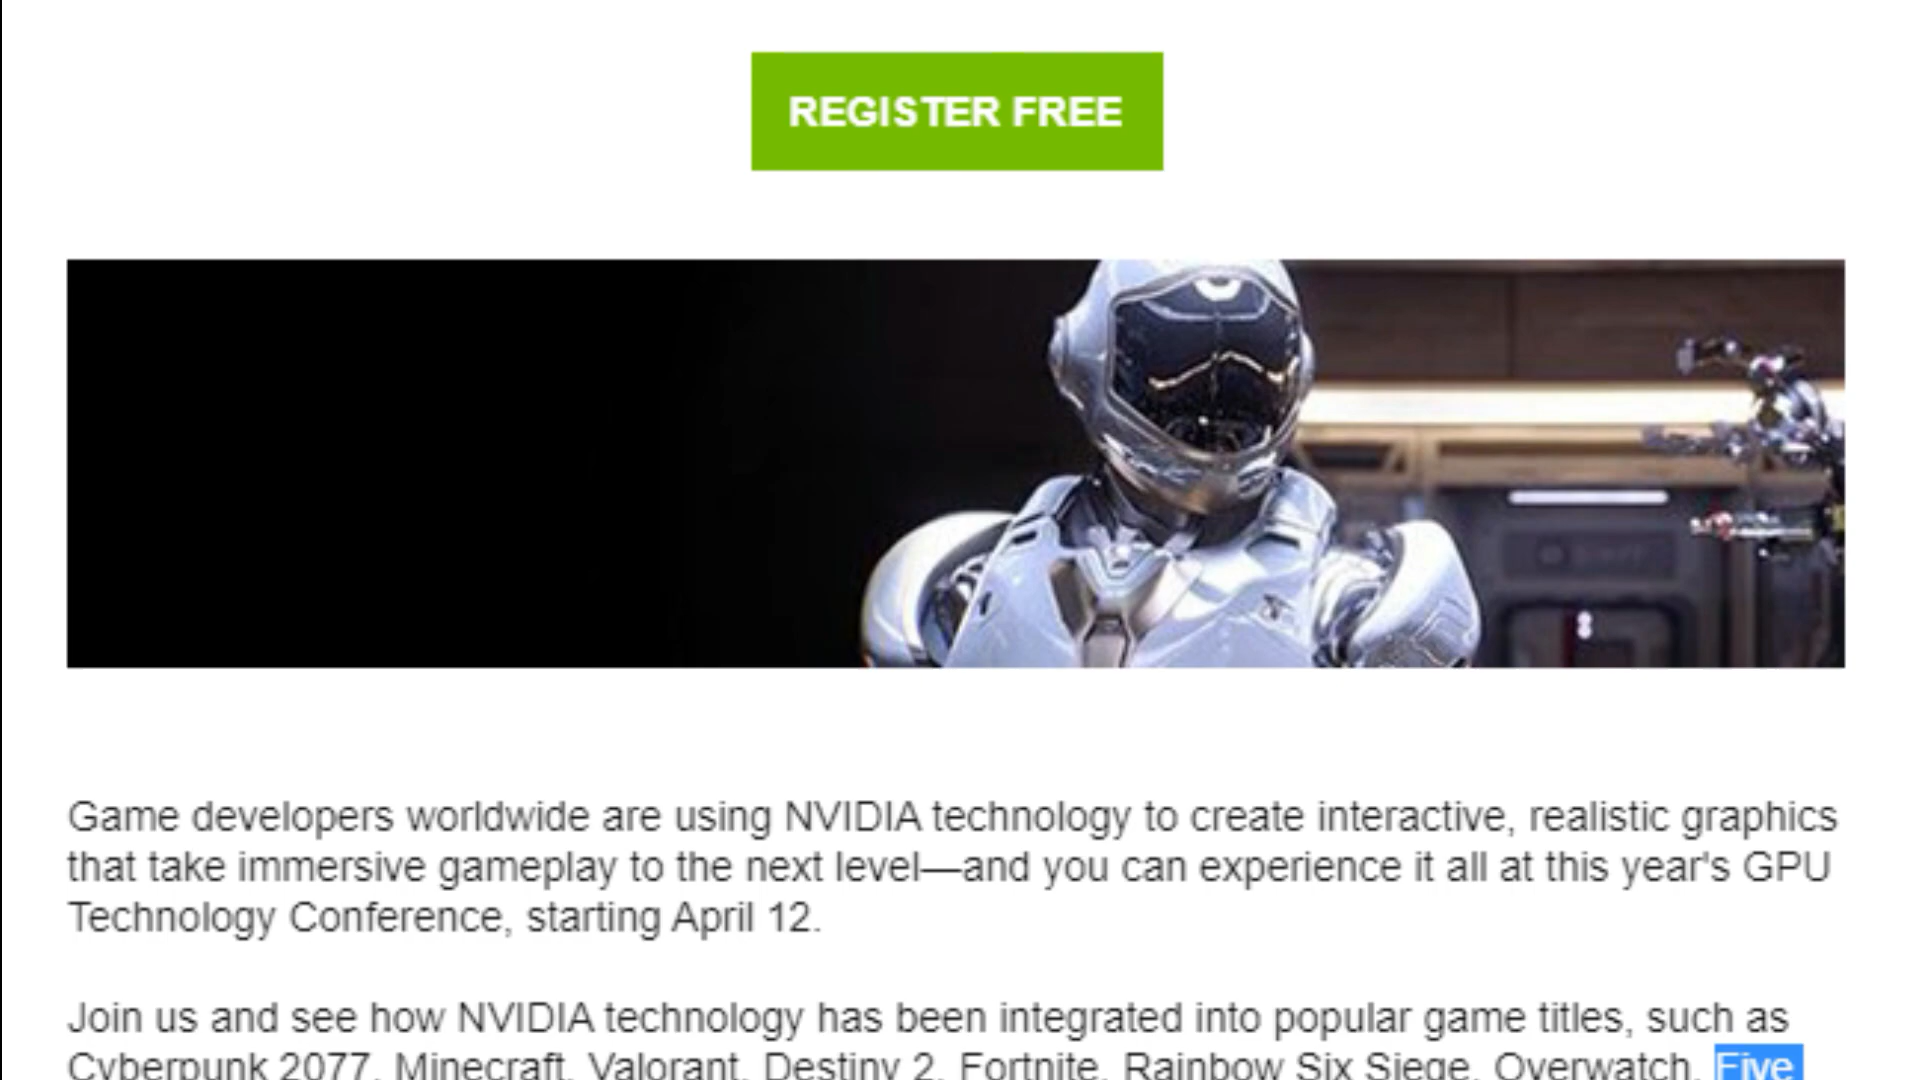 REGISTER FREE
Game developers worldwide are using NVIDIA technology to create interactive, realistic graphics
that take immersive gameplay to the next level—and you can experience it all at this year's GPU
Technology Conference, starting April 12.
Join us and see how NVIDIA technology has been integrated into popular game titles, such as
Cyberpunk 2077, Minecraft, Valorant, Destiny 2, Fortnite, Rainbow Six Siege, Overwatch, Five